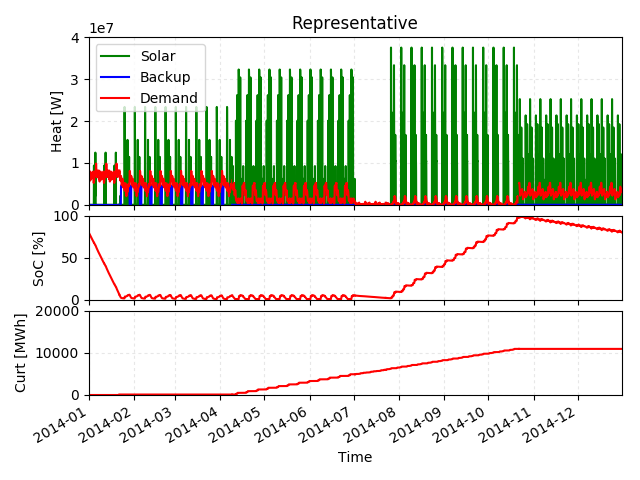 Representative
1e7
4
3
2
1
0
Heat [W]
Solar
Backup
Demand
100
50
0
SoC [%]
20000
10000
0
Curt [MWh]
2014-01
2014-02
2014-03
2014-04
2014-05
2014-06
2014-07
2014-08
2014-09
2014-10
2014-11
2014-12
Time